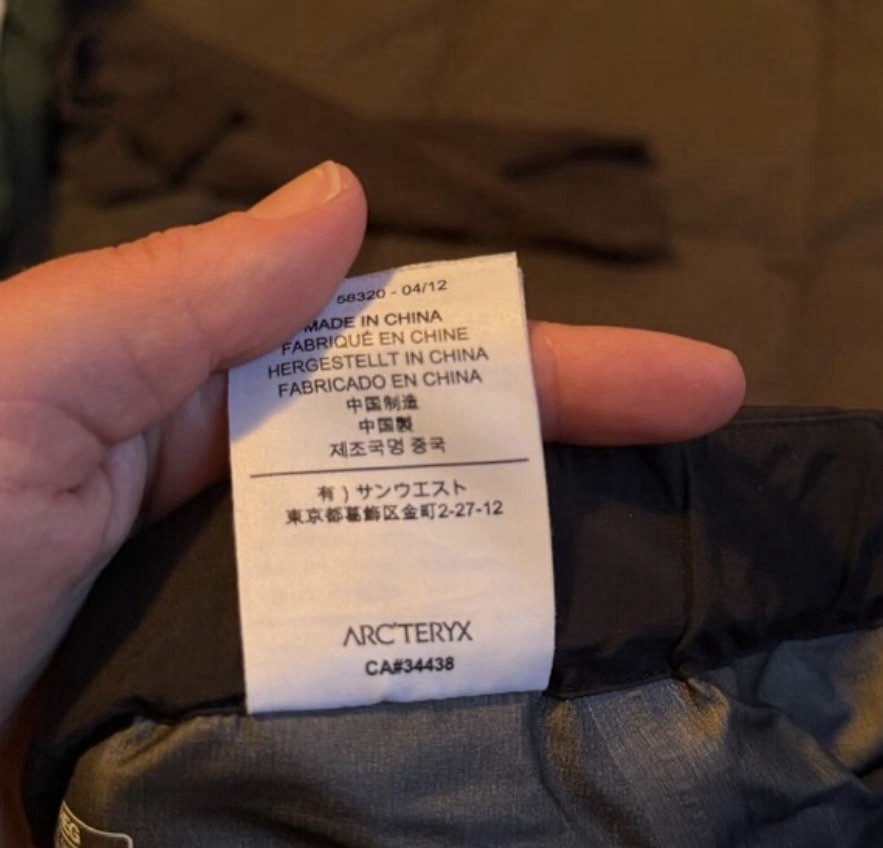 58320 - 04/12
MADE IN CHINA
FABRIQUÉ EN CHINE
HERGESTELLT IN CHINA
FABRICADO EN CHINA
中国制造
中国製
제조국명 중국
有）サンウエスト
東京都葛飾区金町2-27-12
ARC'TERYX
CA#34438